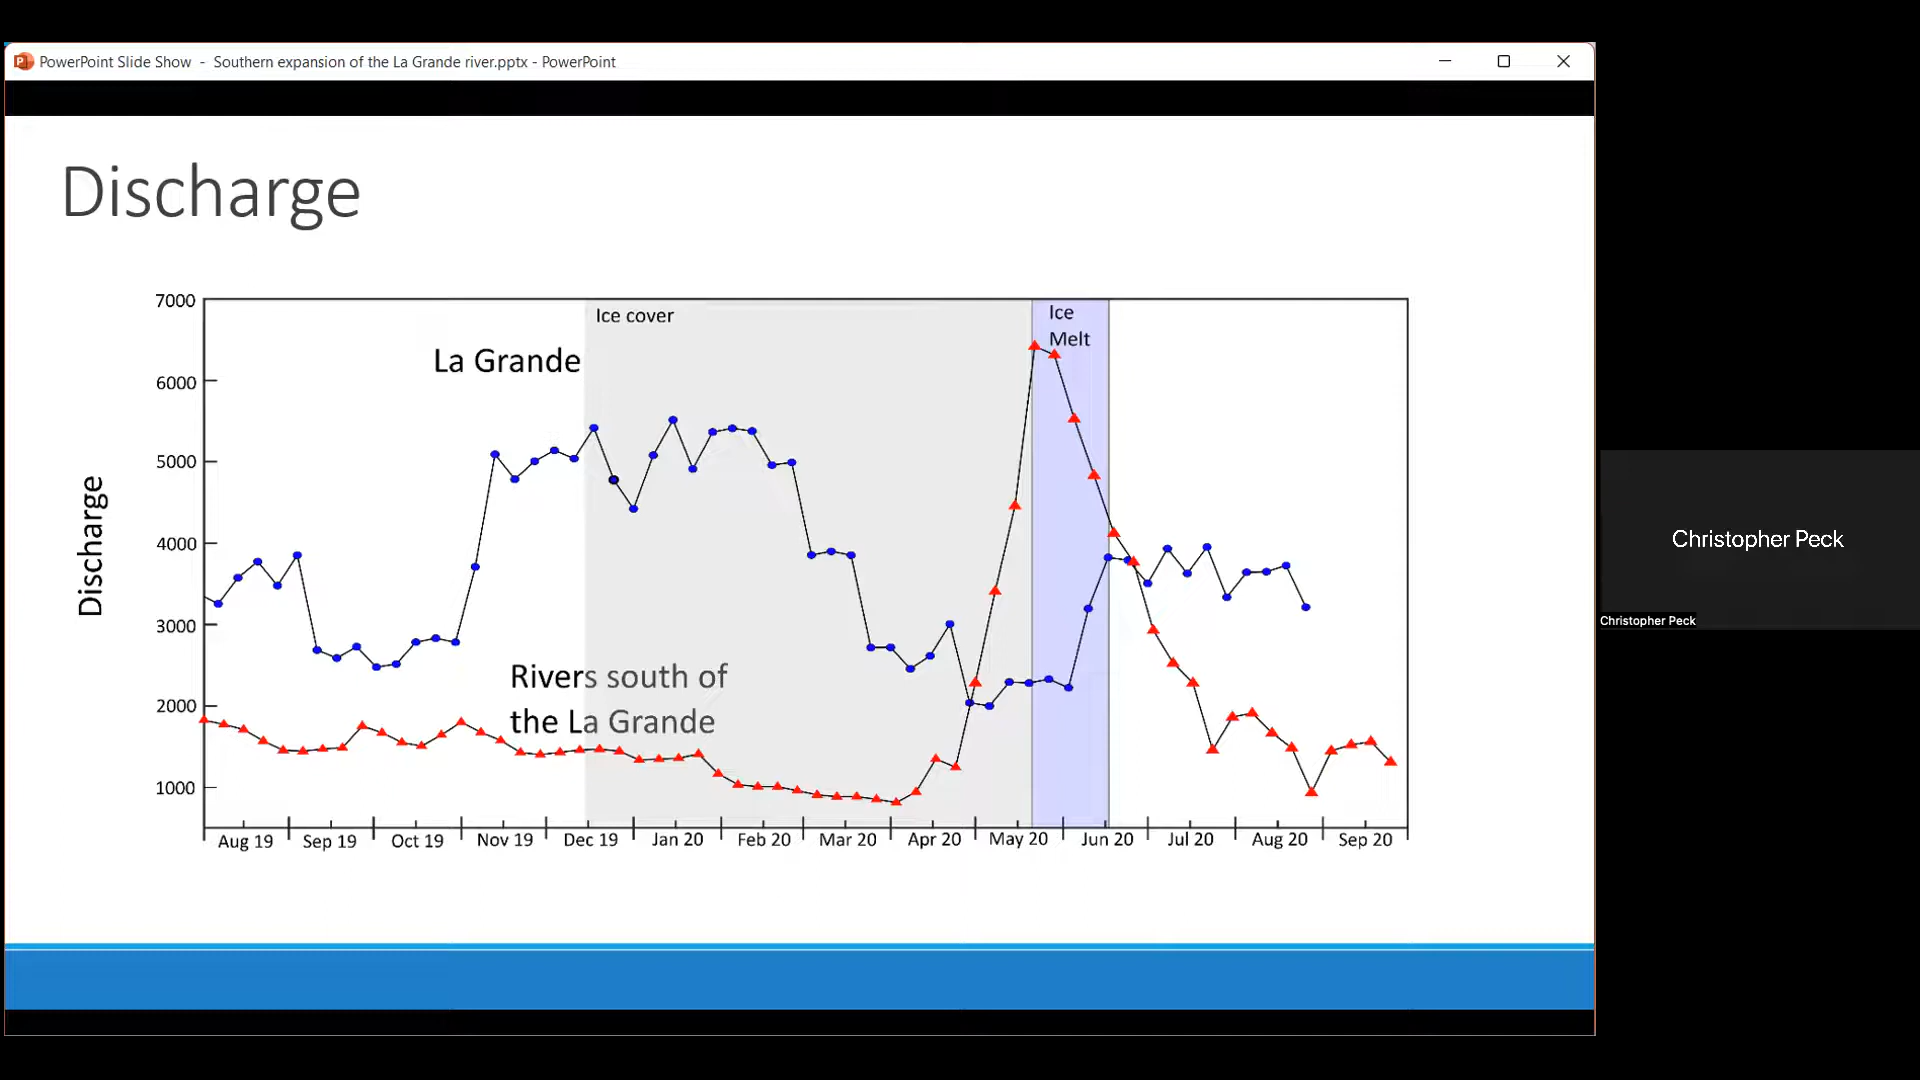 PowerPoint Slide Show - Southern expansion of the La Grande river.pptx - PowerPoint
Discharge
7000
6000
5000
4000
3000
2000
1000
Discharge
Ice cover
Ice
Melt
La Grande
Rivers south of
the La Grande
Aug 19 Sep 19 Oct 19 Nov 19 Dec 19 Jan 20 Feb 20 Mar 20 Apr 20 May 20 Jun 20 Jul 20 Aug 20 Sep 20
Christopher Peck
Christopher Peck